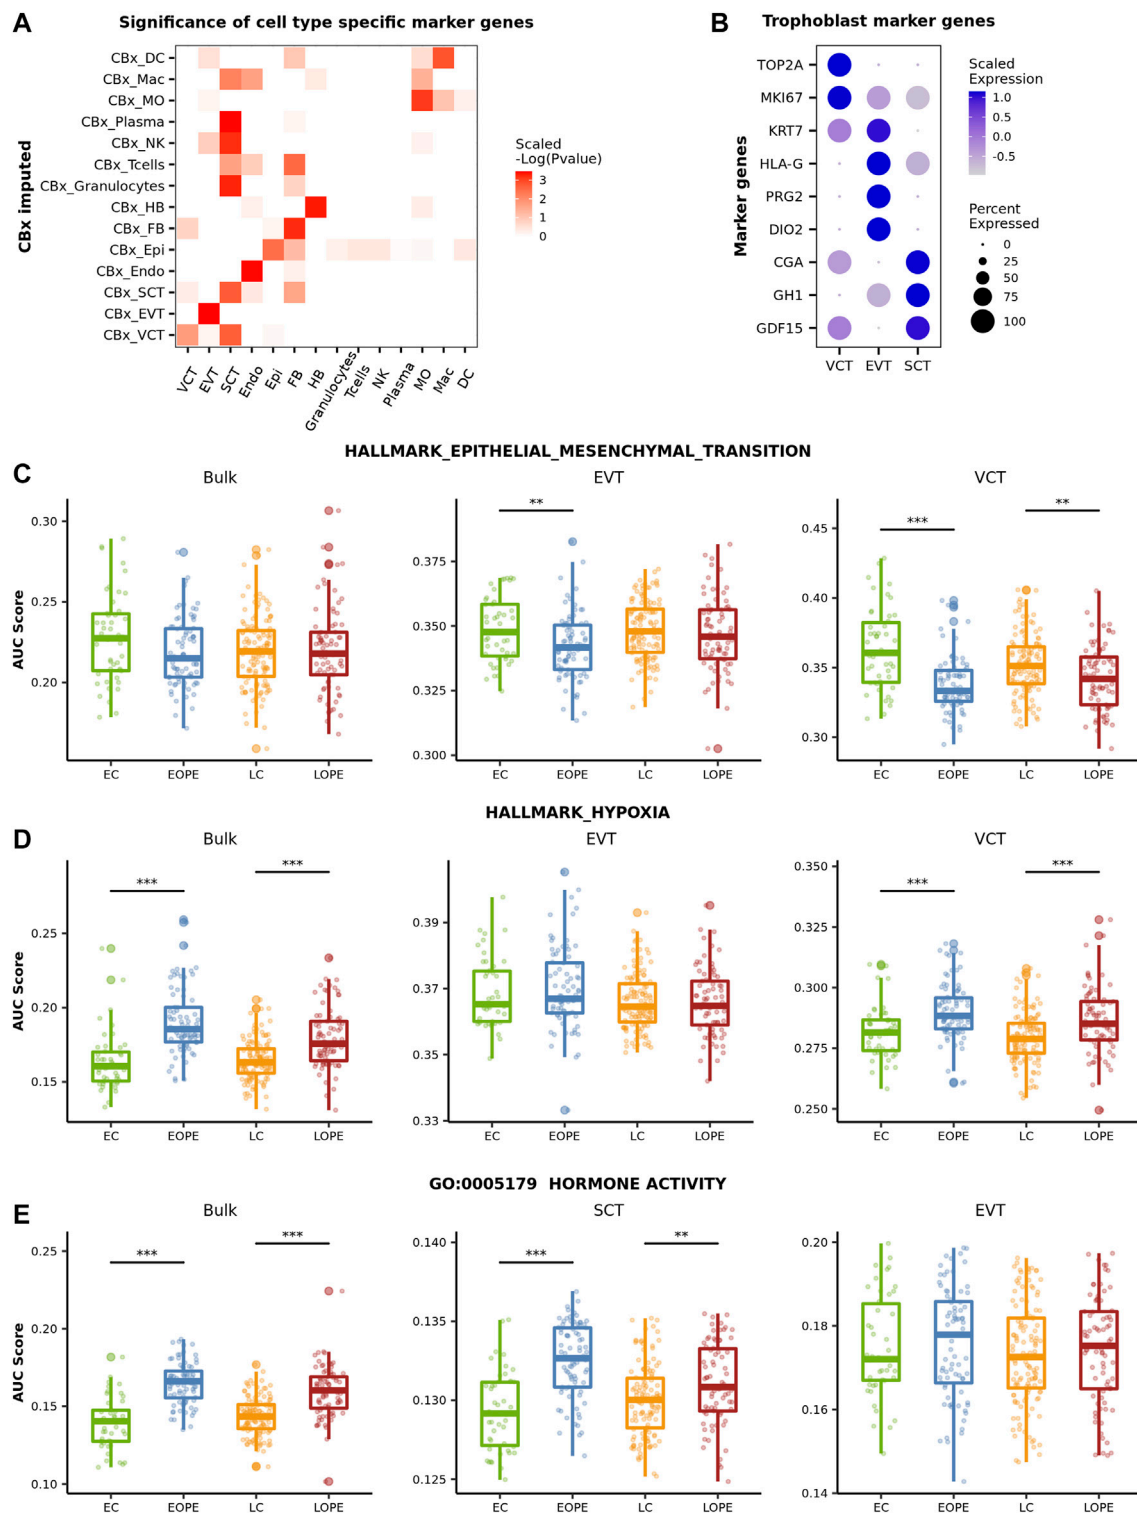 A Significance of cell type specific marker genes
CBx imputed
CBx_DC
CBx_Mac
CBx_MO
CBx_Plasma
CBx_NK
CBx_Tcells
CBx_Granulocytes
CBx_HB
CBx_FB
CBx_Epi
CBx_Endo
CBx_SCT
CBx_EVT
CBx_VCT
VCT EVT SCT Endo Epi FB HB Granulocytes Tcells NK Plasma MO Mac DC
Scaled
-Log(Pvalue)
3
2
1
0
B Trophoblast marker genes
Marker genes
TOP2A
MKI67
KRT7
HLA-G
PRG2
DIO2
CGA
GH1
GDF15
VCT EVT SCT
Scaled
Expression
1.0
0.5
0.0
-0.5
Percent
Expressed
0
25
50
75
100
HALLMARK_EPITHELIAL_MESENCHYMAL_TRANSITION
C
Bulk
AUC Score
0.30
0.25
0.20
EC EOPE LC LOPE
EVT
**
0.375
0.350
0.325
0.300
EC EOPE LC LOPE
VCT
*** **
0.45
0.40
0.35
0.30
EC EOPE LC LOPE
HALLMARK_HYPOXIA
D
Bulk
AUC Score
*** ***
0.25
0.20
0.15
EC EOPE LC LOPE
EVT
0.39
0.37
0.35
0.33
EC EOPE LC LOPE
VCT
*** ***
0.350
0.325
0.300
0.275
0.250
EC EOPE LC LOPE
GO:0005179 HORMONE ACTIVITY
E
Bulk
AUC Score
*** ***
0.25
0.20
0.15
0.10
EC EOPE LC LOPE
SCT
*** **
0.140
0.135
0.130
0.125
EC EOPE LC LOPE
EVT
0.20
0.18
0.16
0.14
EC EOPE LC LOPE